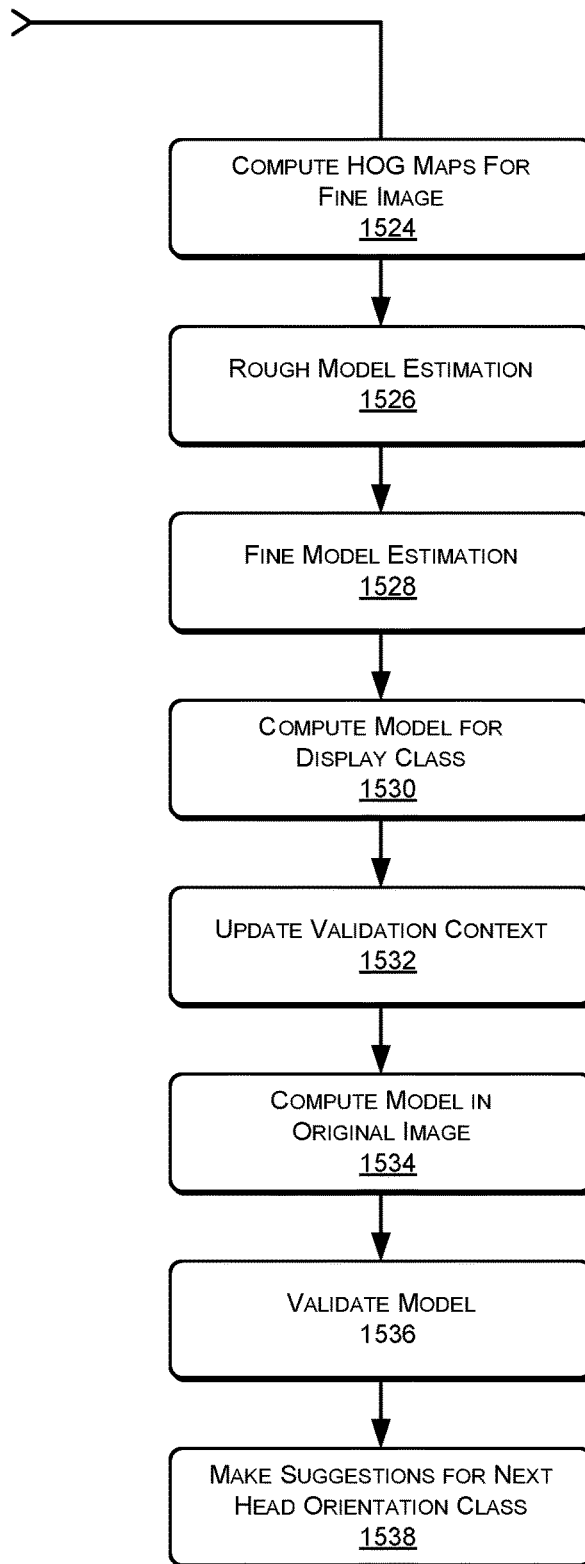 COMPUTE HOG MAPS FOR
FINE IMAGE
1524
ROUGH MODEL ESTIMATION
1526
FINE MODEL ESTIMATION
1528
COMPUTE MODEL FOR
DISPLAY CLASS
1530
UPDATE VALIDATION CONTEXT
1532
COMPUTE MODEL IN
ORIGINAL IMAGE
1534
VALIDATE MODEL
1536
MAKE SUGGESTIONS FOR NEXT
HEAD ORIENTATION CLASS
1538